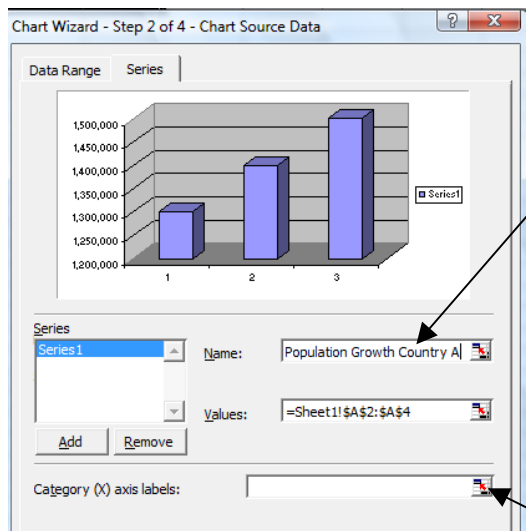 Chart Wizard - Step 2 of 4 - Chart Source Data
Data Range Series
1,500,000
1,450,000
1,400,000
1,350,000
1,300,000
1,250,000
1,200,000
1 2 3
Series1
Series
Series1
Name: Population Growth Country A
Values: =Sheet1!$A$2:$A$4
Add Remove
Category (X) axis labels: